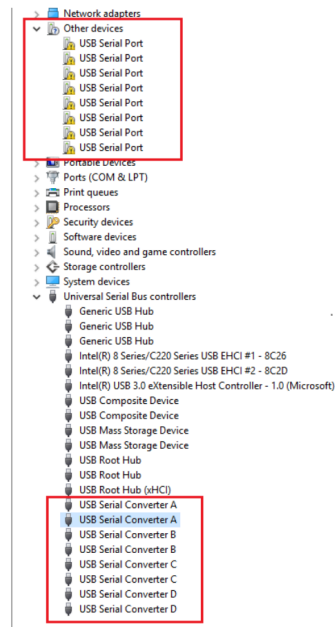 Network adapters
Other devices
USB Serial Port
USB Serial Port
USB Serial Port
USB Serial Port
USB Serial Port
USB Serial Port
USB Serial Port
USB Serial Port
Portable Devices
Ports (COM & LPT)
Print queues
Processors
Security devices
Software devices
Sound, video and game controllers
Storage controllers
System devices
Universal Serial Bus controllers
Generic USB Hub
Generic USB Hub
Generic USB Hub
Intel(R) 8 Series/C220 Series USB EHCI #1 - 8C26
Intel(R) 8 Series/C220 Series USB EHCI #2 - 8C2D
Intel(R) USB 3.0 eXtensible Host Controller - 1.0 (Microsoft)
USB Composite Device
USB Composite Device
USB Mass Storage Device
USB Mass Storage Device
USB Root Hub
USB Root Hub
USB Root Hub (xHCI)
USB Serial Converter A
USB Serial Converter A
USB Serial Converter B
USB Serial Converter B
USB Serial Converter C
USB Serial Converter C
USB Serial Converter D
USB Serial Converter D